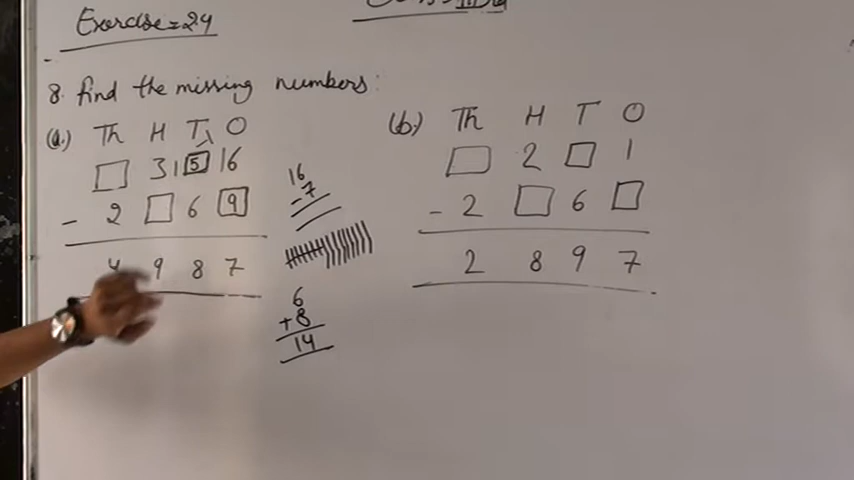 Exercise = 24
8. find the missing numbers:
(a.) Th H T O
3 1 5 16
- 2 6 9
4 9 8 7
16
- 7
6
+ 8
14
(b.) Th H T O
2 1
- 2 6
2 8 9 7